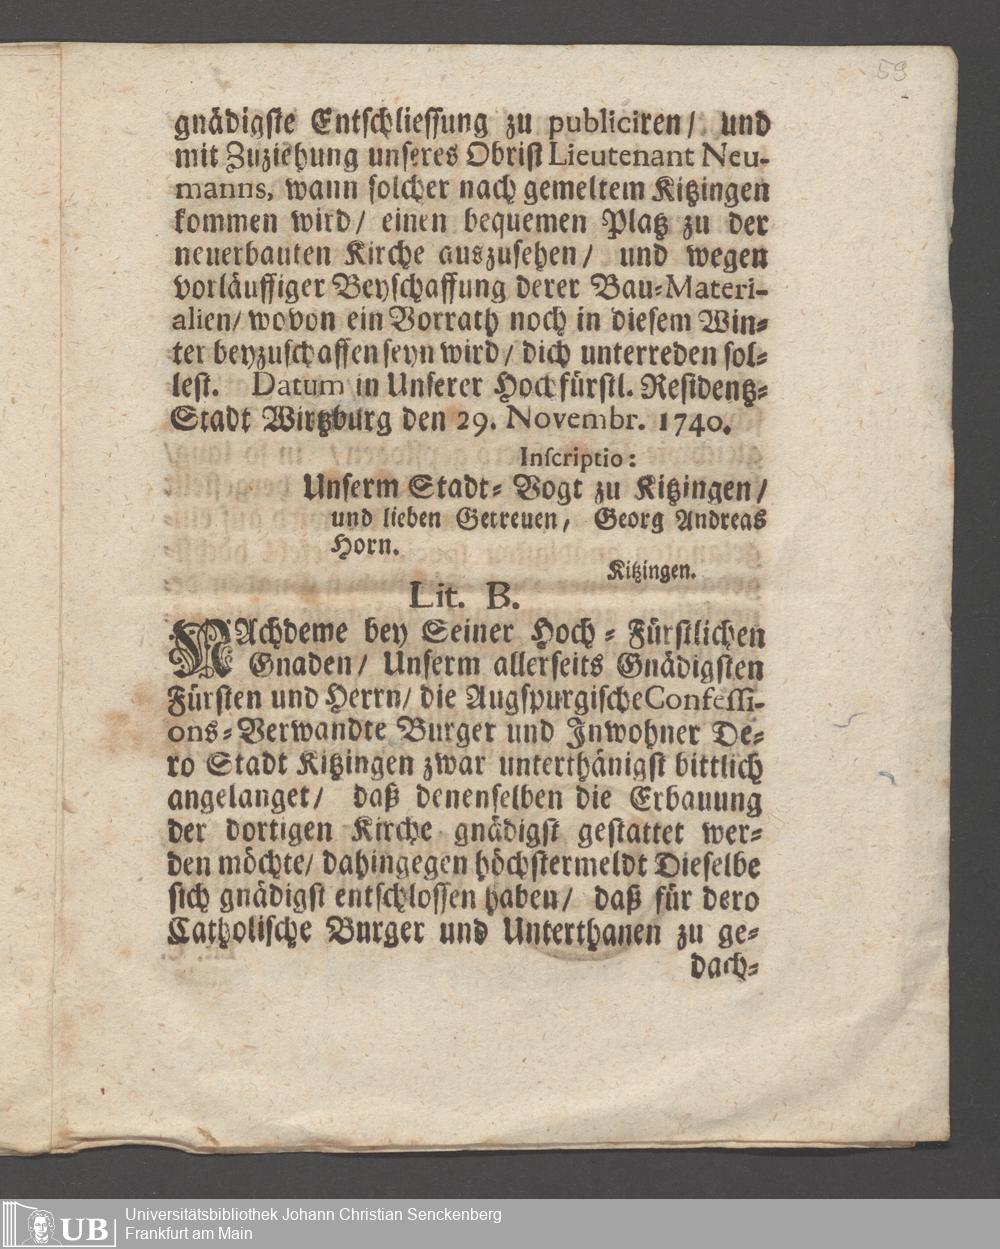 59
gnädigste Entschliessung zu publiciren/ und
mit Zuziehung unseres Obrist Lieutenant Neu-
manns, wann solcher nach gemeltem Kitzingen
kommen wird/ einen bequemen Platz zu der
neuerbauten Kirche auszusehen/ und wegen
vorläuffiger Beyschaffung derer Bau-Materi-
alien/ wovon ein Vorrath noch in diesem Win-
ter beyzuschaffen seyn wird/ dich unterreden sol-
lest. Datum in Unserer Hochfürstl. Residentz-
Stadt Wirtzburg den 29. Novembr. 1740.
Inscriptio:
Unserm Stadt-Vogt zu Kitzingen/
und lieben Getreuen, Georg Andreas
Horn.
Kitzingen.
Lit. B.
NAchdeme bey Seiner Hoch-Fürstlichen
Gnaden/ Unserm allerseits Gnädigsten
Fürsten und Herrn/ die Augspurgische Confessi-
ons-Verwandte Burger und Inwohner De-
ro Stadt Kitzingen zwar unterthänigst bittlich
angelanget/ daß denenselben die Erbauung
der dortigen Kirche gnädigst gestattet wer-
den möchte/ dahingegen höchstermeldt Dieselbe
sich gnädigst entschlossen haben/ daß für dero
Catholische Burger und Unterthanen zu ge-
dach-
UB
Universitätsbibliothek Johann Christian Senckenberg
Frankfurt am Main